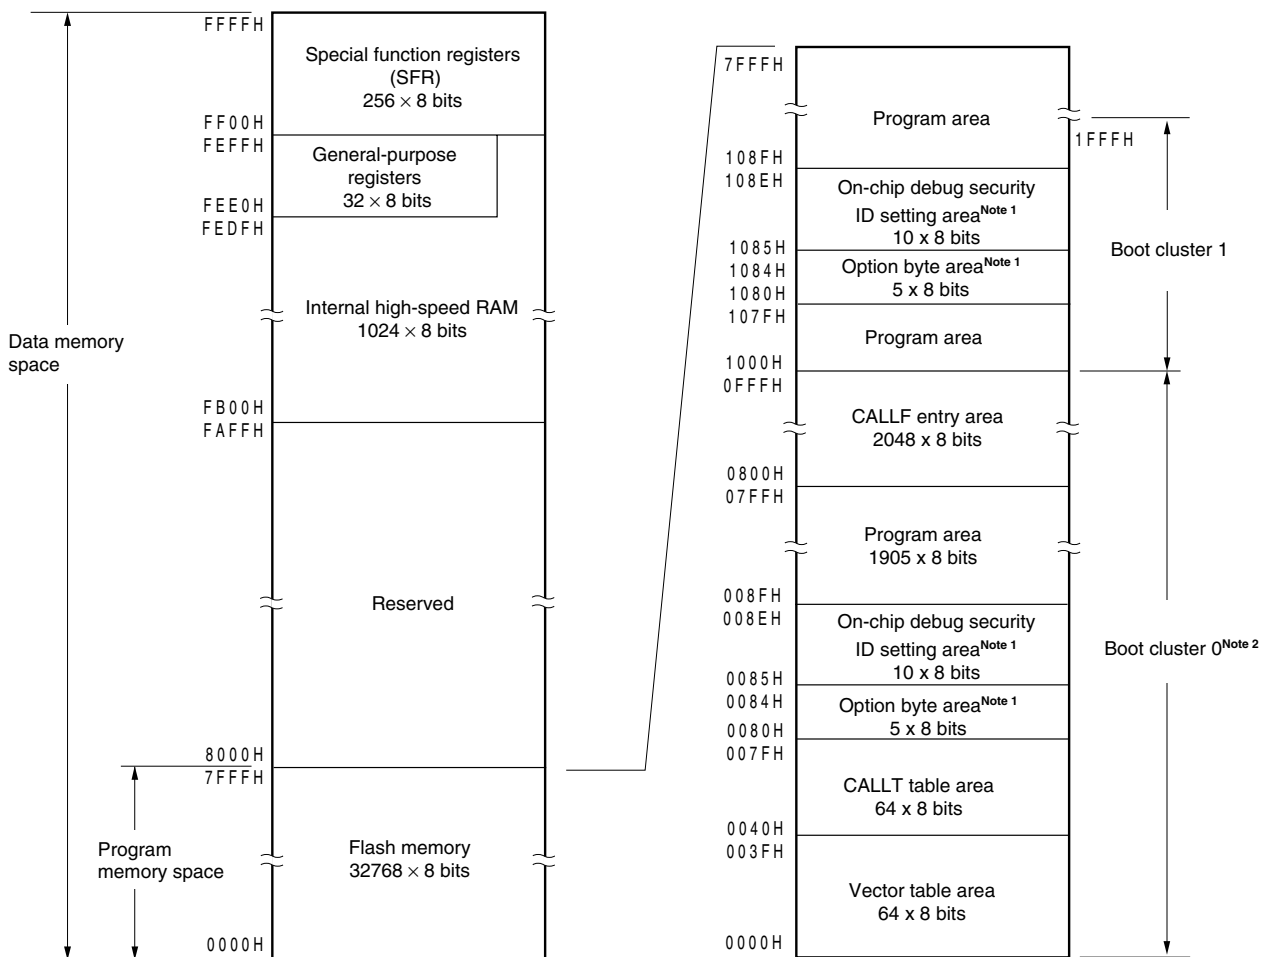 FFFFH
Special function registers
(SFR)
256 × 8 bits
FF00H
FEFFH
General-purpose
registers
32 × 8 bits
FEE0H
FEDFH
Internal high-speed RAM
1024 × 8 bits
Data memory
space
FB00H
FAFFH
Reserved
8000H
7FFFH
Program
memory space
Flash memory
32768 × 8 bits
0000H
7FFFH
Program area
1FFFH
108FH
108EH
On-chip debug security
ID setting areaNote 1
10 x 8 bits
1085H
1084H
Option byte areaNote 1
5 x 8 bits
1080H
107FH
Program area
1000H
Boot cluster 1
0FFFH
CALLF entry area
2048 x 8 bits
0800H
07FFH
Program area
1905 x 8 bits
008FH
008EH
On-chip debug security
ID setting areaNote 1
10 x 8 bits
0085H
0084H
Option byte areaNote 1
5 x 8 bits
0080H
007FH
CALLT table area
64 x 8 bits
0040H
003FH
Vector table area
64 x 8 bits
0000H
Boot cluster 0Note 2